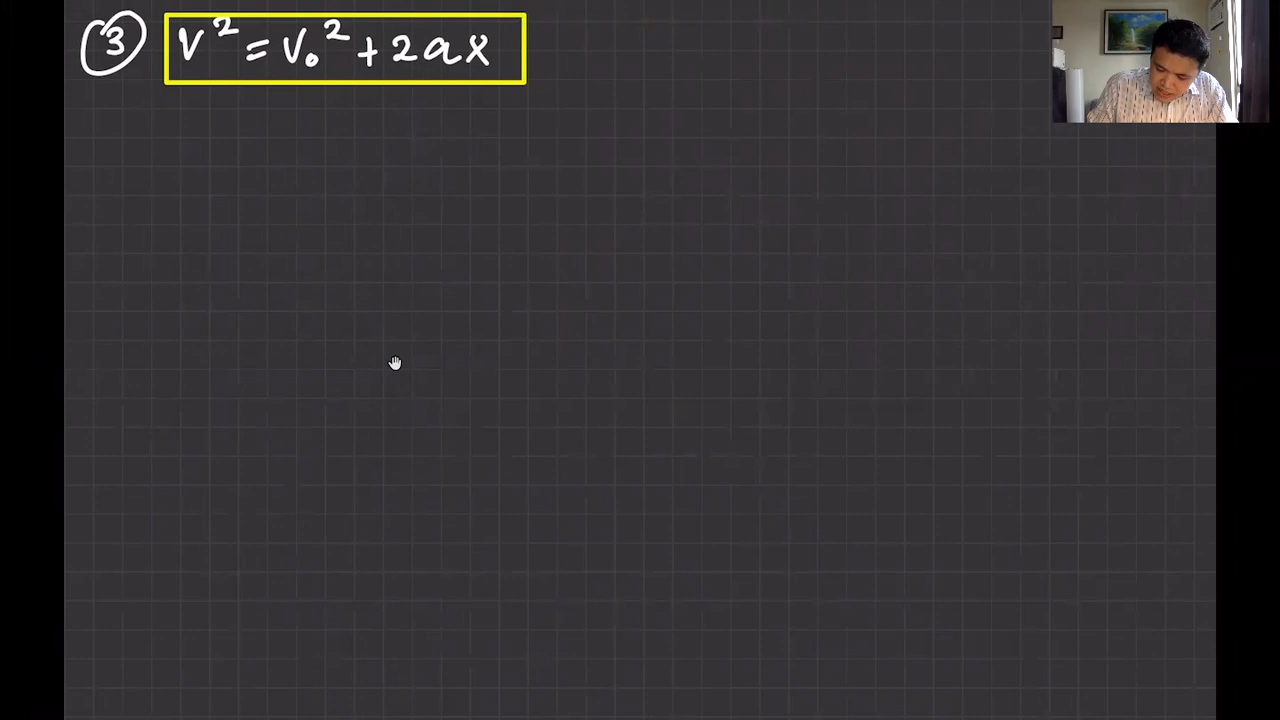 ③ V² = V₀² + 2ax